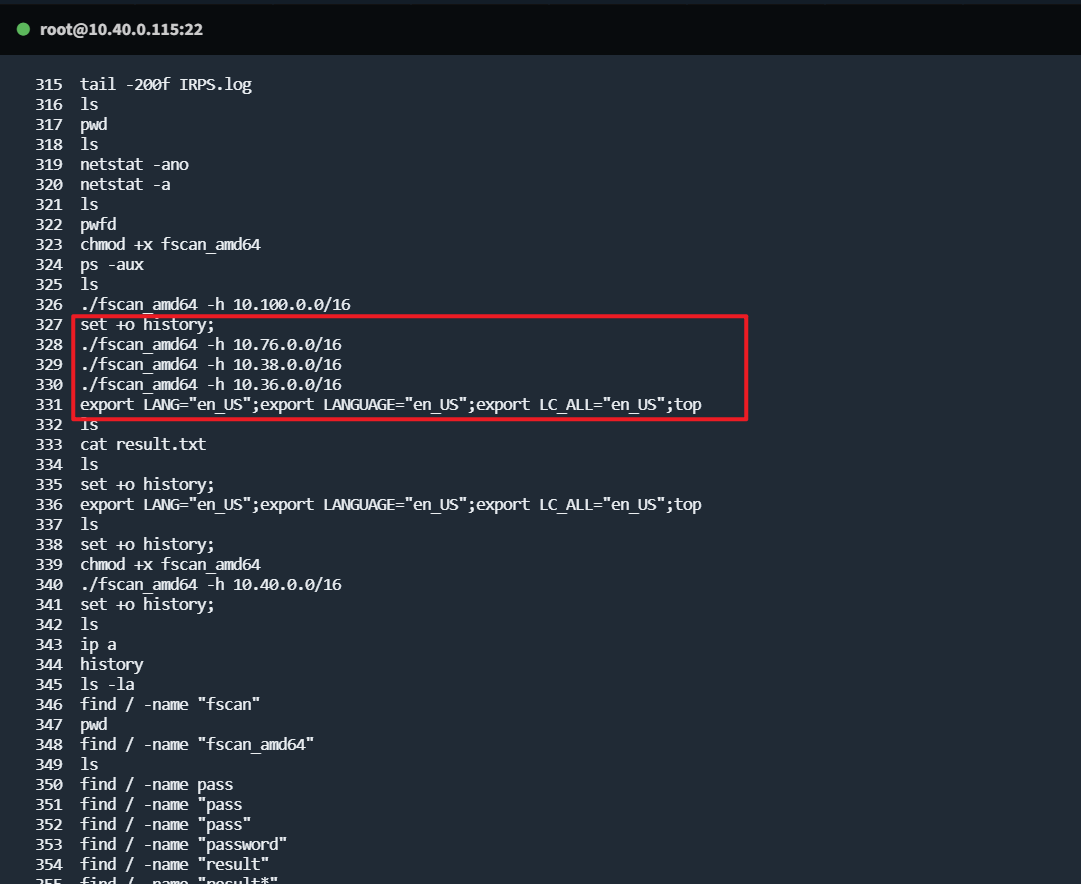 root@10.40.0.115:22
315 tail -200f IRPS.log
316 ls
317 pwd
318 ls
319 netstat -ano
320 netstat -a
321 ls
322 pwfd
323 chmod +x fscan_amd64
324 ps -aux
325 ls
326 ./fscan_amd64 -h 10.100.0.0/16
327 set +o history;
328 ./fscan_amd64 -h 10.76.0.0/16
329 ./fscan_amd64 -h 10.38.0.0/16
330 ./fscan_amd64 -h 10.36.0.0/16
331 export LANG="en_US";export LANGUAGE="en_US";export LC_ALL="en_US";top
332 ls
333 cat result.txt
334 ls
335 set +o history;
336 export LANG="en_US";export LANGUAGE="en_US";export LC_ALL="en_US";top
337 ls
338 set +o history;
339 chmod +x fscan_amd64
340 ./fscan_amd64 -h 10.40.0.0/16
341 set +o history;
342 ls
343 ip a
344 history
345 ls -la
346 find / -name "fscan"
347 pwd
348 find / -name "fscan_amd64"
349 ls
350 find / -name pass
351 find / -name "pass
352 find / -name "pass"
353 find / -name "password"
354 find / -name "result"
355 find / -name "result*"